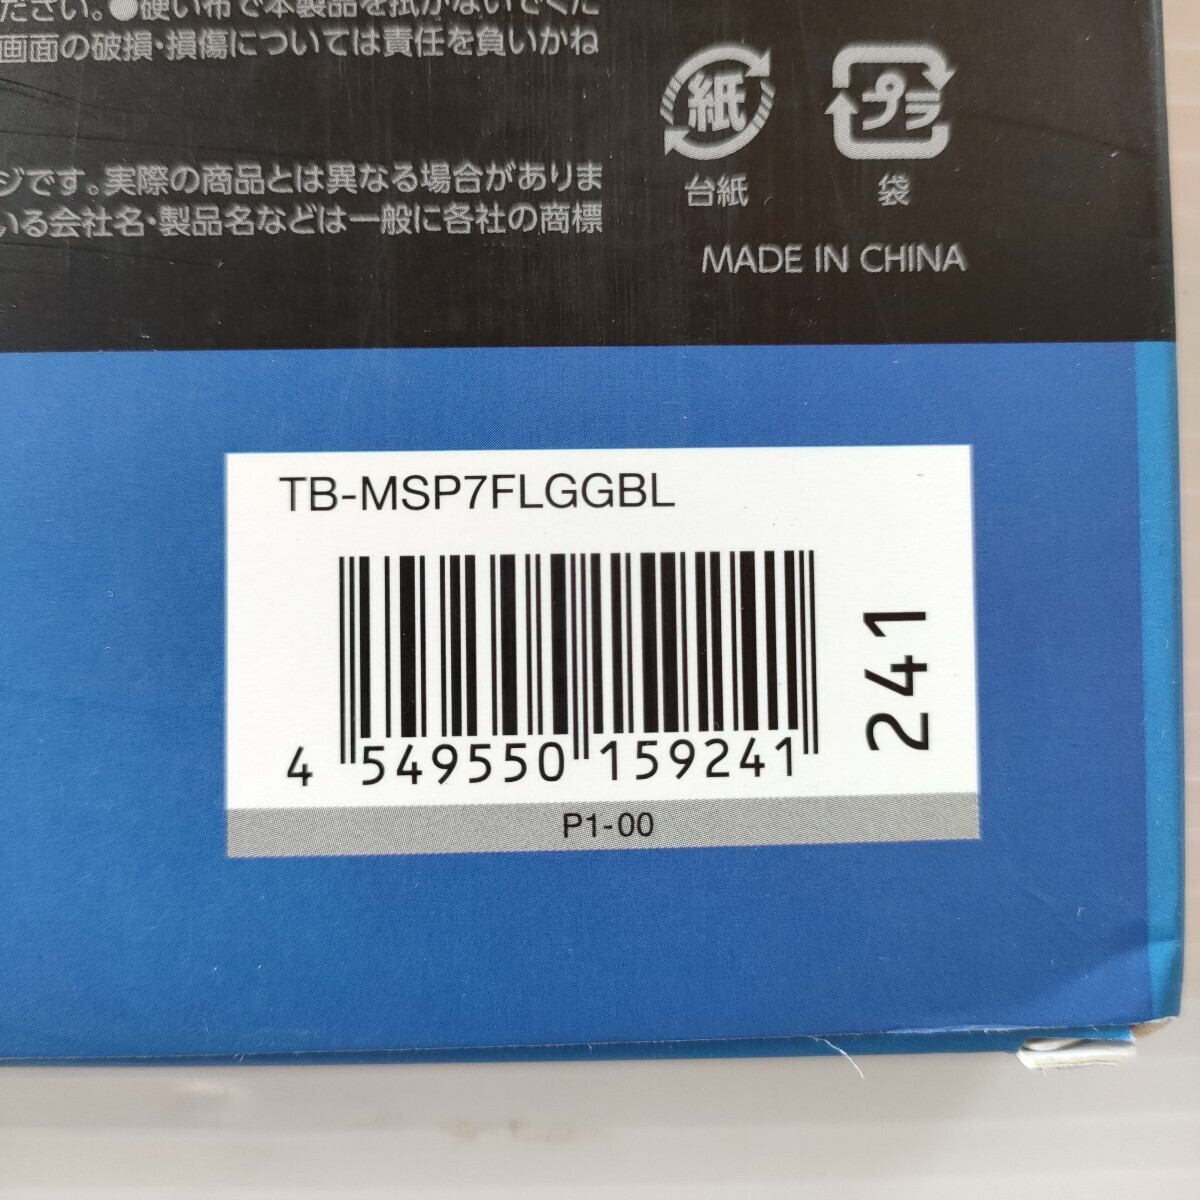 ださい。●硬い布で本製品を拭かないでくだ
画面の破損・損傷については責任を負いかね
ジです。実際の商品とは異なる場合がありま
いる会社名・製品名などは一般に各社の商標
紙
プラ
台紙
袋
MADE IN CHINA
TB-MSP7FLGGBL
4 549550 159241
241
P1-00